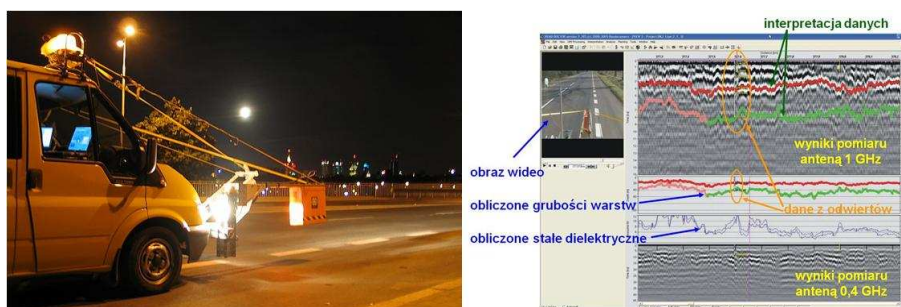 interpretacja danych
wyniki pomiaru
anteną 1 GHz
obraz wideo
obliczone grubości warstw
dane z odwiertów
obliczone stałe dielektryczne
wyniki pomiaru
anteną 0,4 GHz